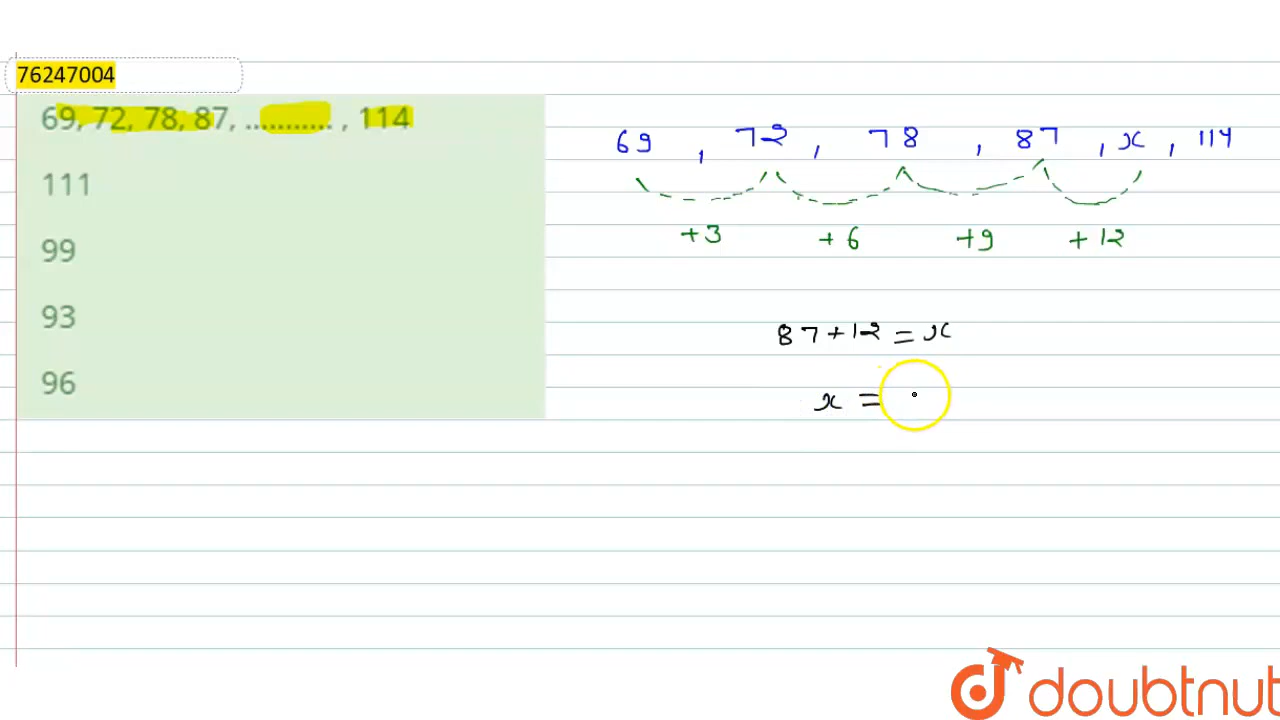 76247004
69, 72, 78, 87, ............ , 114
111
99
93
96
69 , 72 , 78 , 87 , x , 114
+3 +6 +9 +12
87+12=x
x =
doubtnut